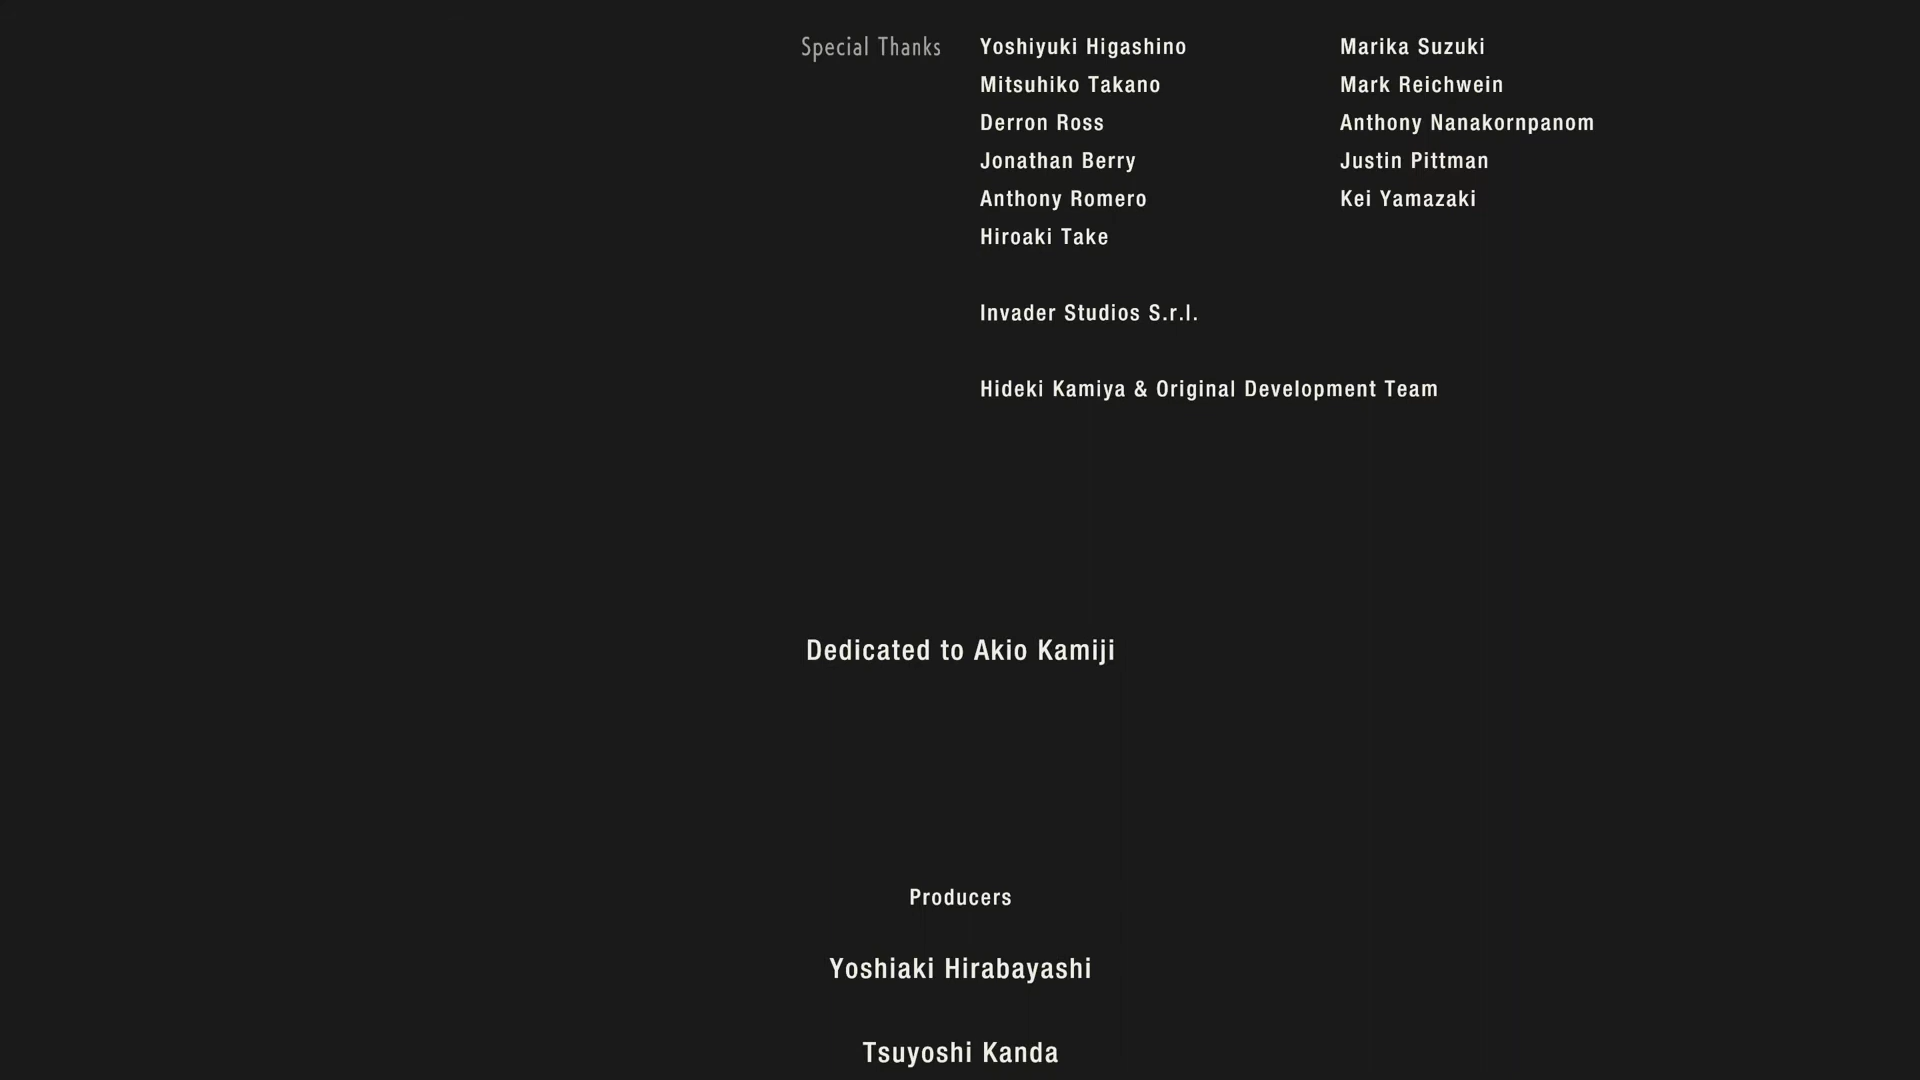 Special Thanks
Yoshiyuki Higashino
Marika Suzuki
Mitsuhiko Takano
Mark Reichwein
Derron Ross
Anthony Nanakornpanom
Jonathan Berry
Justin Pittman
Anthony Romero
Kei Yamazaki
Hiroaki Take
Invader Studios S.r.l.
Hideki Kamiya & Original Development Team
Dedicated to Akio Kamiji
Producers
Yoshiaki Hirabayashi
Tsuyoshi Kanda